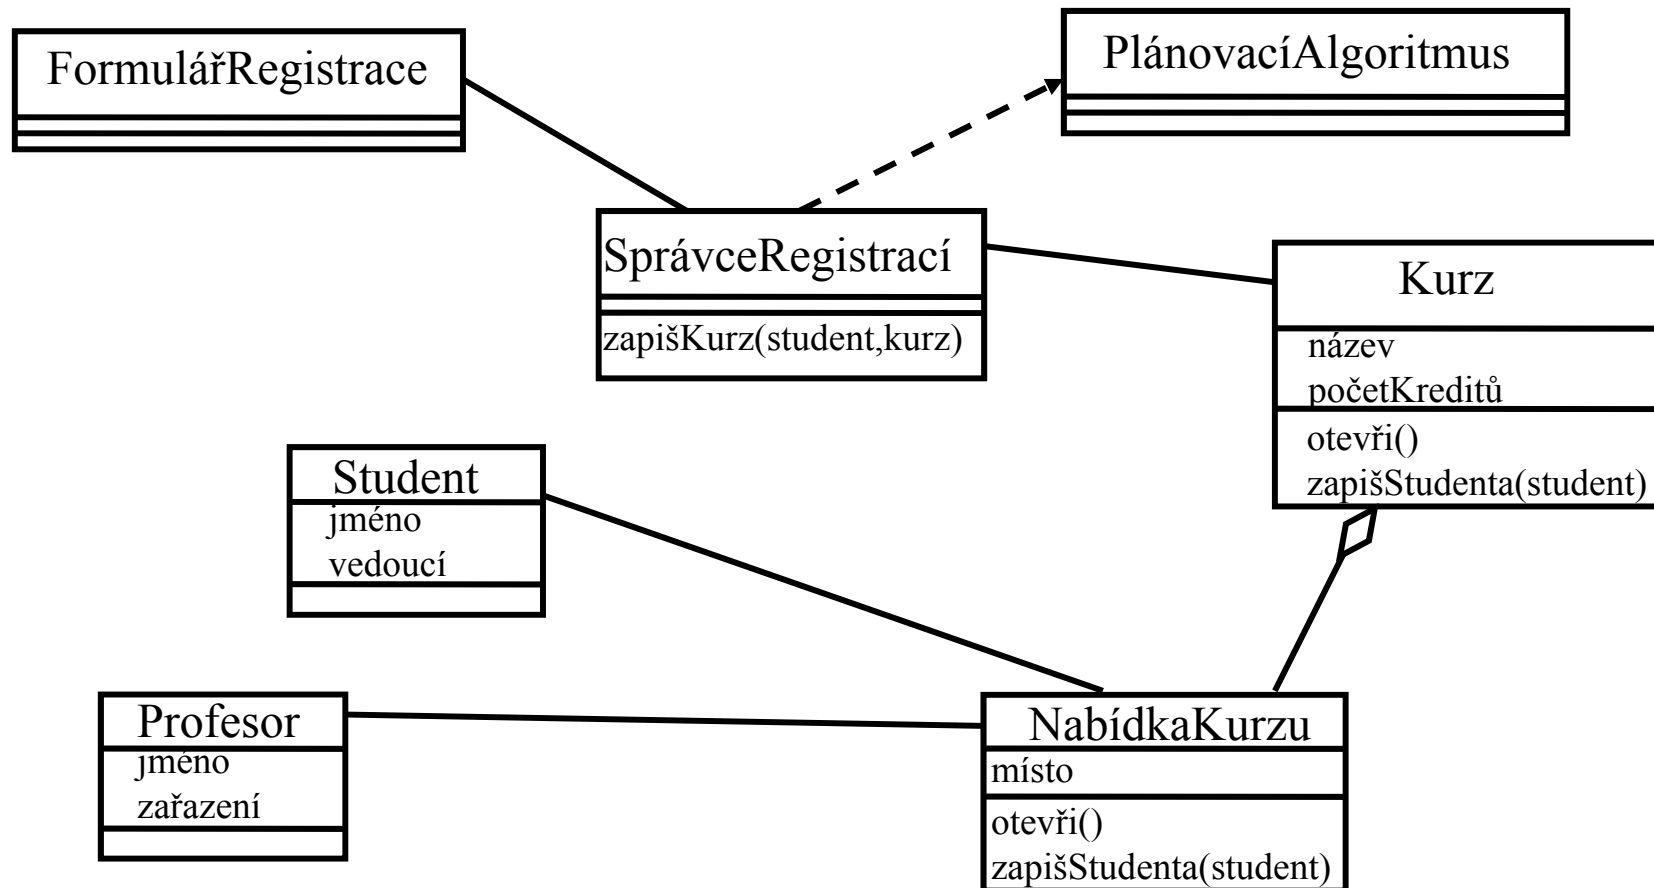 FormulářRegistrace
PlánovacíAlgoritmus
SprávceRegistrací
zapišKurz(student,kurz)
Kurz
název
početKreditů
otevři()
zapišStudenta(student)
Student
jméno
vedoucí
Profesor
jméno
zařazení
NabídkaKurzu
místo
otevři()
zapišStudenta(student)